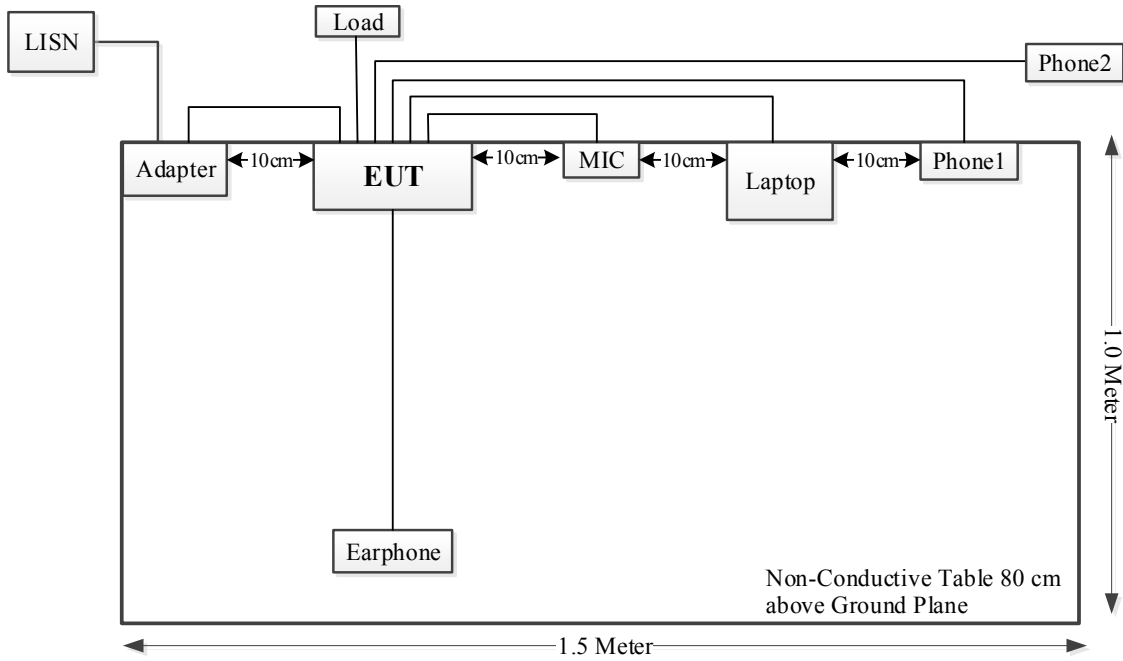 LISN
Load
Phone2
Adapter
10cm
EUT
10cm
MIC
10cm
Laptop
10cm
Phone1
1.0 Meter
Earphone
Non-Conductive Table 80 cm
above Ground Plane
1.5 Meter